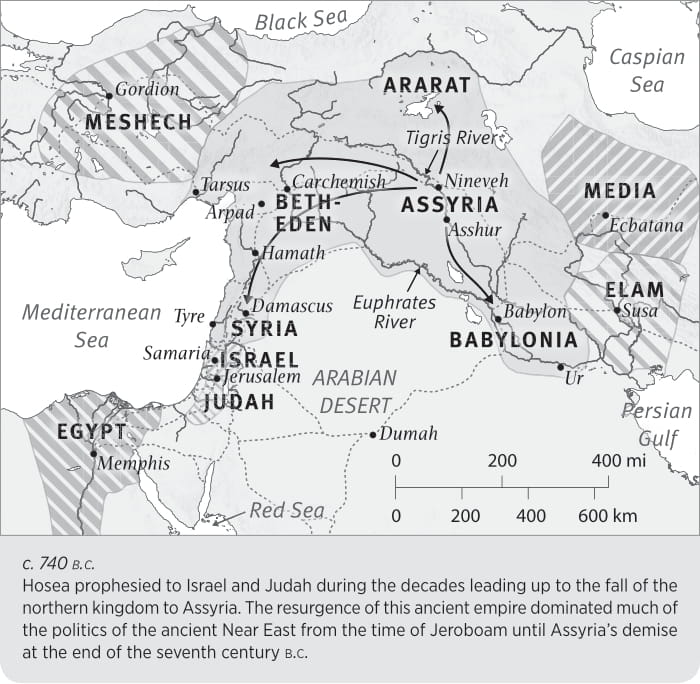 Black Sea
Caspian
Sea
Gordion
MESHECH
ARARAT
Tigris River
Tarsus
Carchemish
Nineveh
Arpad
BETH-
EDEN
ASSYRIA
Asshur
MEDIA
Ecbatana
Hamath
ELAM
Susa
Mediterranean
Sea
Tyre
Damascus
SYRIA
Euphrates
River
Babylon
BABYLONIA
Samaria
ISRAEL
Jerusalem
JUDAH
ARABIAN
DESERT
Ur
Persian
Gulf
EGYPT
Memphis
Dumah
0 200 400 mi
0 200 400 600 km
Red Sea
c. 740 B.C.
Hosea prophesied to Israel and Judah during the decades leading up to the fall of the
northern kingdom to Assyria. The resurgence of this ancient empire dominated much of
the politics of the ancient Near East from the time of Jeroboam until Assyria’s demise
at the end of the seventh century B.C.